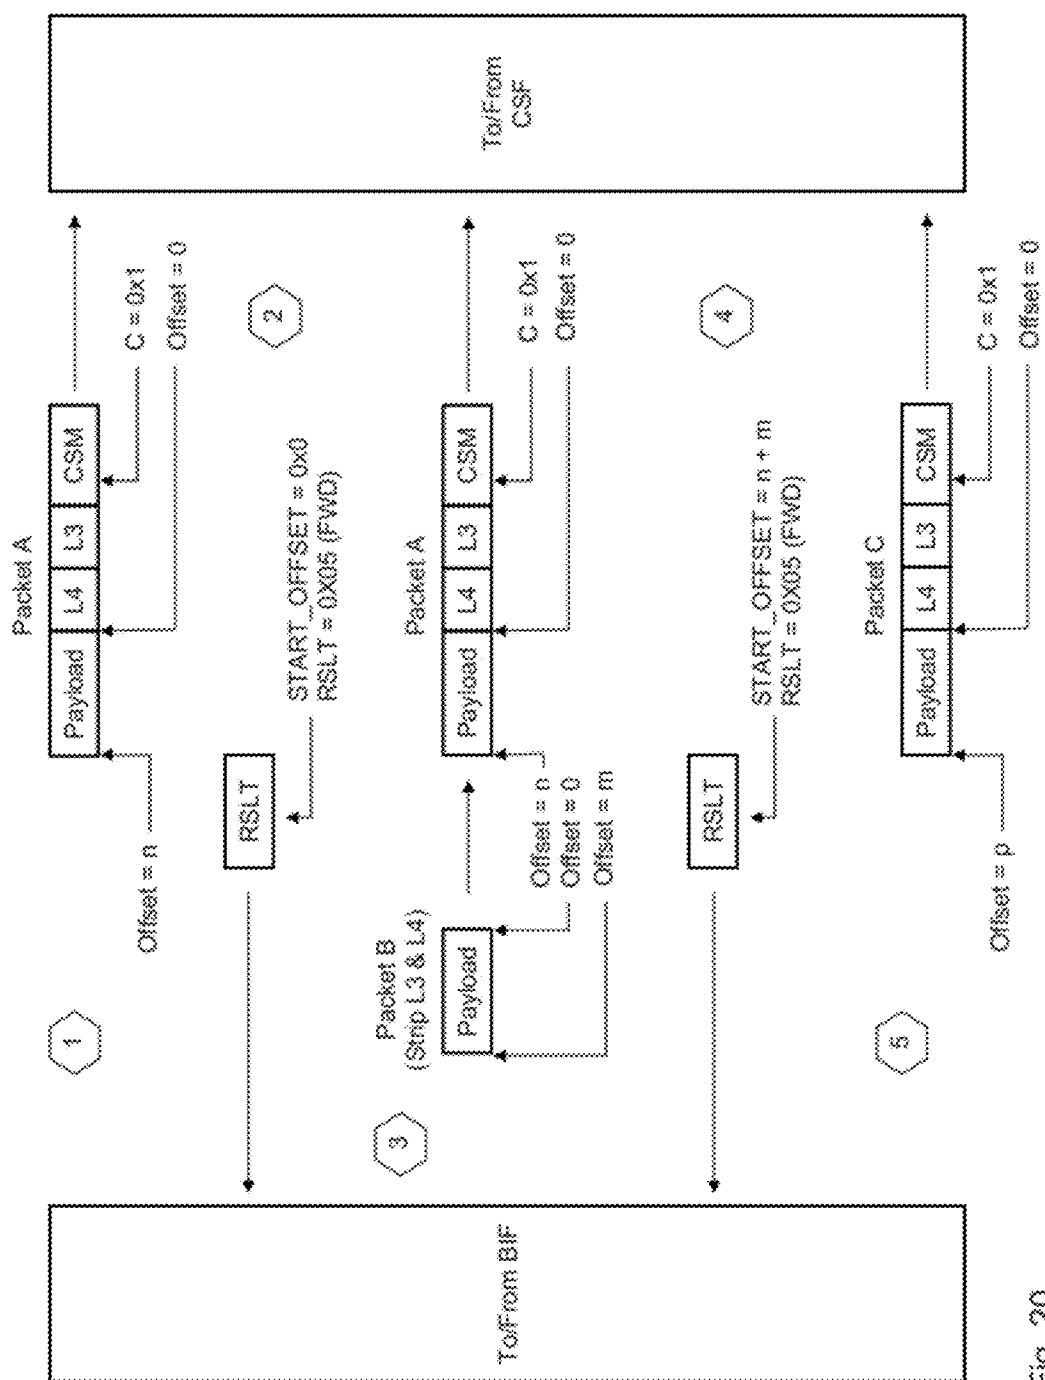 To/From BIF
To/From
CSF
1
Packet A
Payload
L4
L3
CSM
Offset = n
C = 0x1
Offset = 0
2
RSLT
START_OFFSET = 0x0
RSLT = 0X05 (FWD)
3
Packet B
(Strip L3 & L4)
Payload
Offset = n
Offset = 0
Offset = m
Packet A
Payload
L4
L3
CSM
C = 0x1
Offset = 0
4
RSLT
START_OFFSET = n + m
RSLT = 0X05 (FWD)
5
Packet C
Payload
L4
L3
CSM
Offset = p
C = 0x1
Offset = 0
Fig. 30